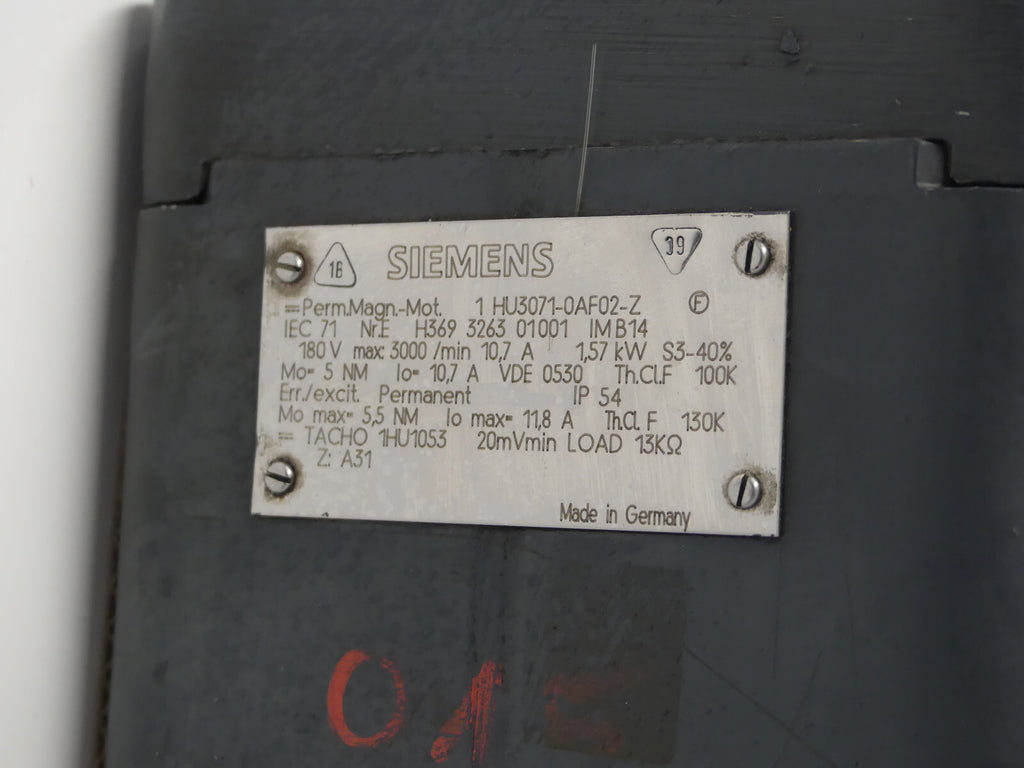 18 SIEMENS 39
=Perm.Magn.-Mot. 1 HU3071-0AF02-Z F
IEC 71 Nr.E H369 3263 01001 IM B14
180 V max: 3000 /min 10,7 A 1,57 kW S3-40%
Mo= 5 NM Io= 10,7 A VDE 0530 Th.Cl.F 100K
Err./excit. Permanent IP 54
Mo max= 5,5 NM Io max= 11,8 A Th.Cl. F 130K
= TACHO 1HU1053 20mVmin LOAD 13KΩ
Z: A31
Made in Germany
01